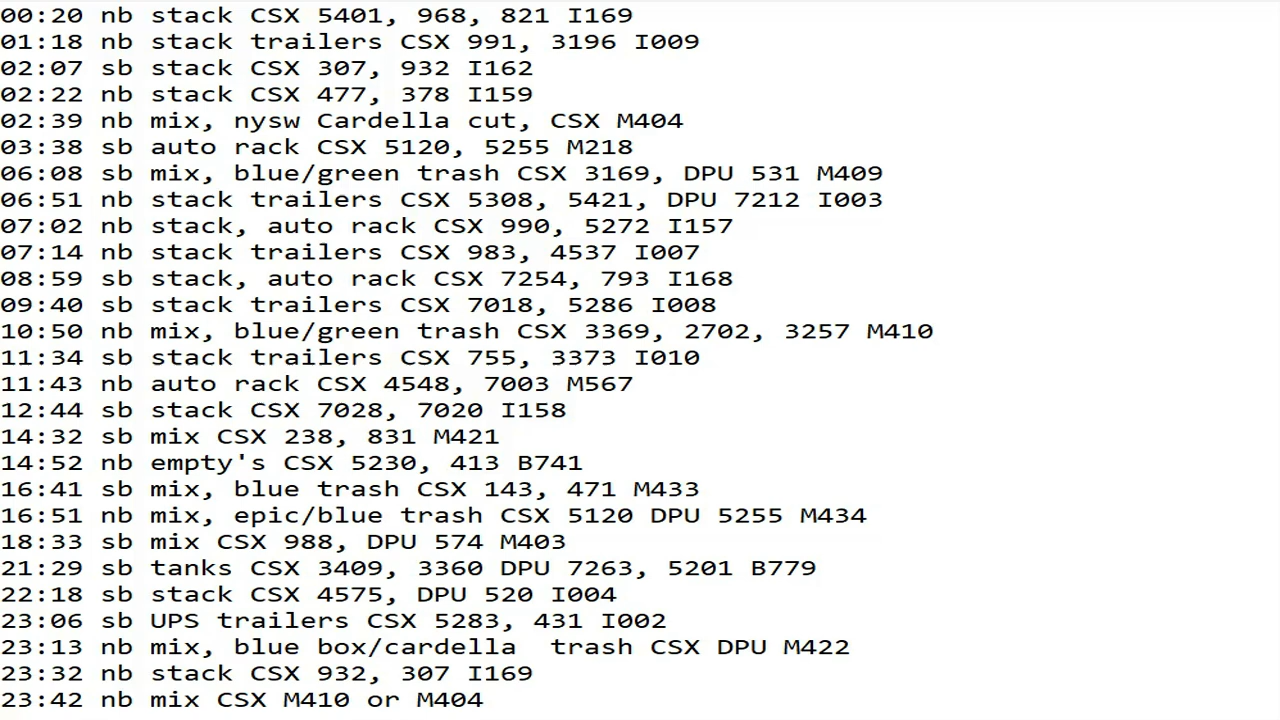 00:20 nb stack CSX 5401, 968, 821 I169
01:18 nb stack trailers CSX 991, 3196 I009
02:07 sb stack CSX 307, 932 I162
02:22 nb stack CSX 477, 378 I159
02:39 nb mix, nysw Cardella cut, CSX M404
03:38 sb auto rack CSX 5120, 5255 M218
06:08 sb mix, blue/green trash CSX 3169, DPU 531 M409
06:51 nb stack trailers CSX 5308, 5421, DPU 7212 I003
07:02 nb stack, auto rack CSX 990, 5272 I157
07:14 nb stack trailers CSX 983, 4537 I007
08:59 sb stack, auto rack CSX 7254, 793 I168
09:40 sb stack trailers CSX 7018, 5286 I008
10:50 nb mix, blue/green trash CSX 3369, 2702, 3257 M410
11:34 sb stack trailers CSX 755, 3373 I010
11:43 nb auto rack CSX 4548, 7003 M567
12:44 sb stack CSX 7028, 7020 I158
14:32 sb mix CSX 238, 831 M421
14:52 nb empty's CSX 5230, 413 B741
16:41 sb mix, blue trash CSX 143, 471 M433
16:51 nb mix, epic/blue trash CSX 5120 DPU 5255 M434
18:33 sb mix CSX 988, DPU 574 M403
21:29 sb tanks CSX 3409, 3360 DPU 7263, 5201 B779
22:18 sb stack CSX 4575, DPU 520 I004
23:06 sb UPS trailers CSX 5283, 431 I002
23:13 nb mix, blue box/cardella  trash CSX DPU M422
23:32 nb stack CSX 932, 307 I169
23:42 nb mix CSX M410 or M404